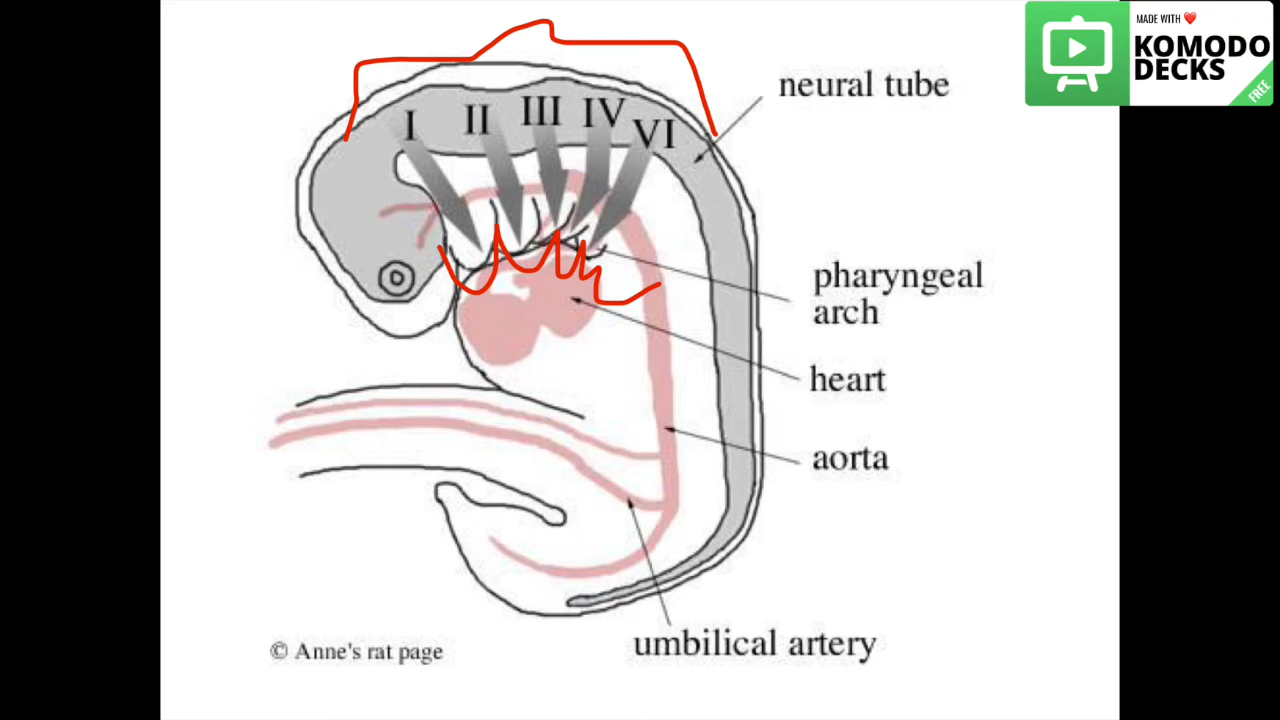 MADE WITH ❤️
KOMODO
DECKS
FREE
neural tube
I II III IV VI
pharyngeal
arch
heart
aorta
umbilical artery
© Anne's rat page